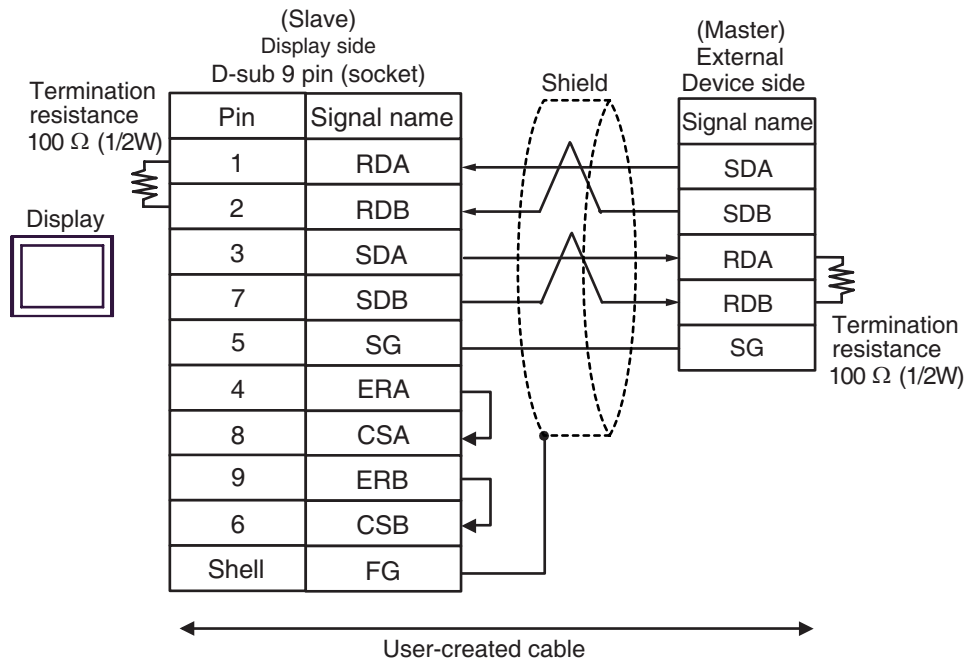 (Slave)
Display side
D-sub 9 pin (socket)
(Master)
External
Device side
Termination
resistance
100 Ω (1/2W)
Shield
Display
Pin Signal name
1 RDA
2 RDB
3 SDA
7 SDB
5 SG
4 ERA
8 CSA
9 ERB
6 CSB
Shell FG
Signal name
SDA
SDB
RDA
RDB
SG
Termination
resistance
100 Ω (1/2W)
User-created cable